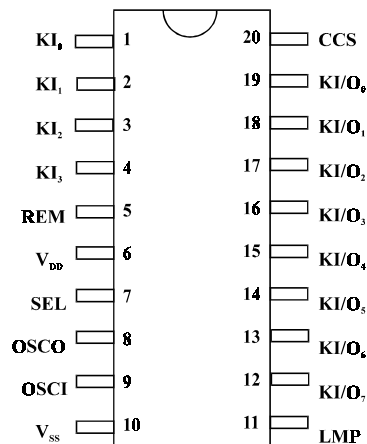 KI₀ 1 20 CCS
KI₁ 2 19 KI/O₀
KI₂ 3 18 KI/O₁
KI₃ 4 17 KI/O₂
REM 5 16 KI/O₃
V_DD 6 15 KI/O₄
SEL 7 14 KI/O₅
OSCO 8 13 KI/O₆
OSCI 9 12 KI/O₇
V_SS 10 11 LMP